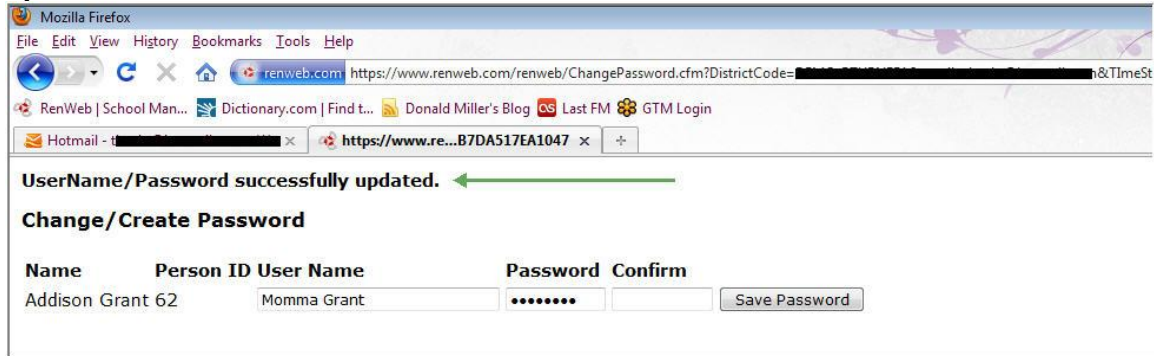 Mozilla Firefox
File Edit View History Bookmarks Tools Help
renweb.com https://www.renweb.com/renweb/ChangePassword.cfm?DistrictCode= h&TImeSt
RenWeb | School Man... Dictionary.com | Find t... Donald Miller's Blog Last FM GTM Login
Hotmail - t https://www.re...B7DA517EA1047
UserName/Password successfully updated.
Change/Create Password
Name Person ID User Name Password Confirm
Addison Grant 62 Momma Grant •••••••• Save Password